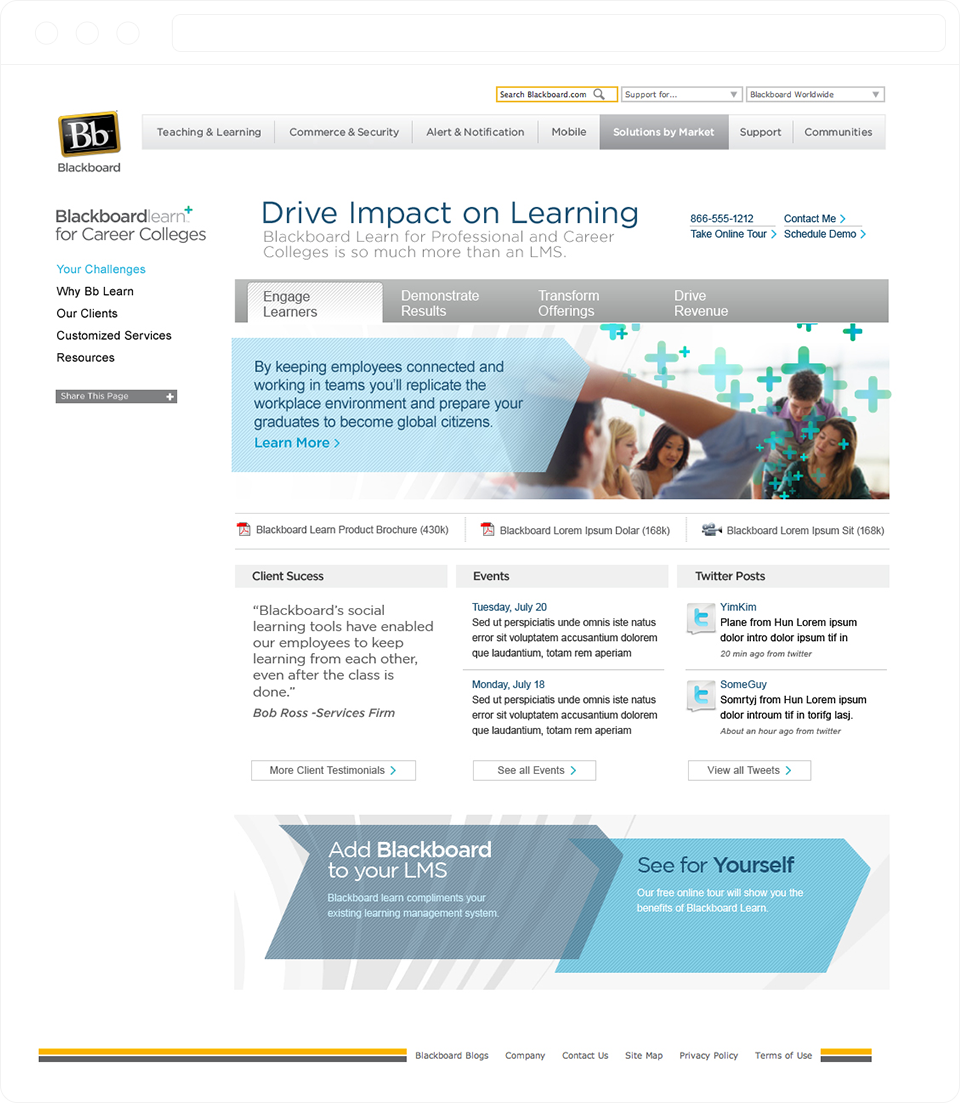 Search Blackboard.com
Support for...
Blackboard Worldwide
Bb
Blackboard
Teaching & Learning
Commerce & Security
Alert & Notification
Mobile
Solutions by Market
Support
Communities
Blackboardlearn
for Career Colleges
Your Challenges
Why Bb Learn
Our Clients
Customized Services
Resources
Share This Page
Drive Impact on Learning
Blackboard Learn for Professional and Career
Colleges is so much more than an LMS.
866-555-1212
Contact Me
Take Online Tour
Schedule Demo
Engage
Learners
Demonstrate
Results
Transform
Offerings
Drive
Revenue
By keeping employees connected and
working in teams you'll replicate the
workplace environment and prepare your
graduates to become global citizens.
Learn More >
Blackboard Learn Product Brochure (430k)
Blackboard Lorem Ipsum Dolar (168k)
Blackboard Lorem Ipsum Sit (168k)
Client Sucess
“Blackboard’s social
learning tools have enabled
our employees to keep
learning from each other,
even after the class is
done.”
Bob Ross -Services Firm
More Client Testimonials
Events
Tuesday, July 20
Sed ut perspiciatis unde omnis iste natus
error sit voluptatem accusantium dolorem
que laudantium, totam rem aperiam
Monday, July 18
Sed ut perspiciatis unde omnis iste natus
error sit voluptatem accusantium dolorem
que laudantium, totam rem aperiam
See all Events
Twitter Posts
YimKim
Plane from Hun Lorem ipsum
dolor intro dolor ipsum tif in
20 min ago from twitter
SomeGuy
Somrtyj from Hun Lorem ipsum
dolor introum tif in torifg lasj.
About an hour ago from twitter
View all Tweets
Add Blackboard
to your LMS
Blackboard learn compliments your
existing learning management system.
See for Yourself
Our free online tour will show you the
benefits of Blackboard Learn.
Blackboard Blogs
Company
Contact Us
Site Map
Privacy Policy
Terms of Use